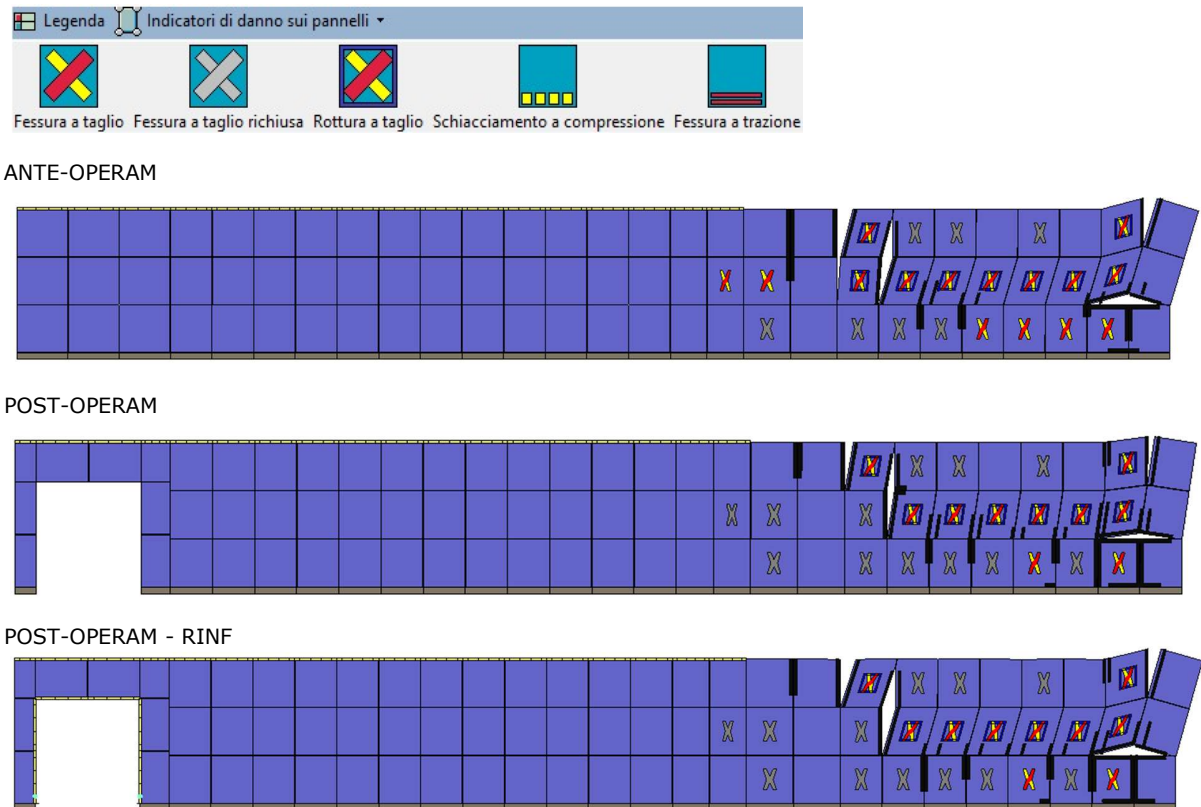 Legenda Indicatori di danno sui pannelli
Fessura a taglio Fessura a taglio richiusa Rottura a taglio Schiacciamento a compressione Fessura a trazione
ANTE-OPERAM
POST-OPERAM
POST-OPERAM - RINF